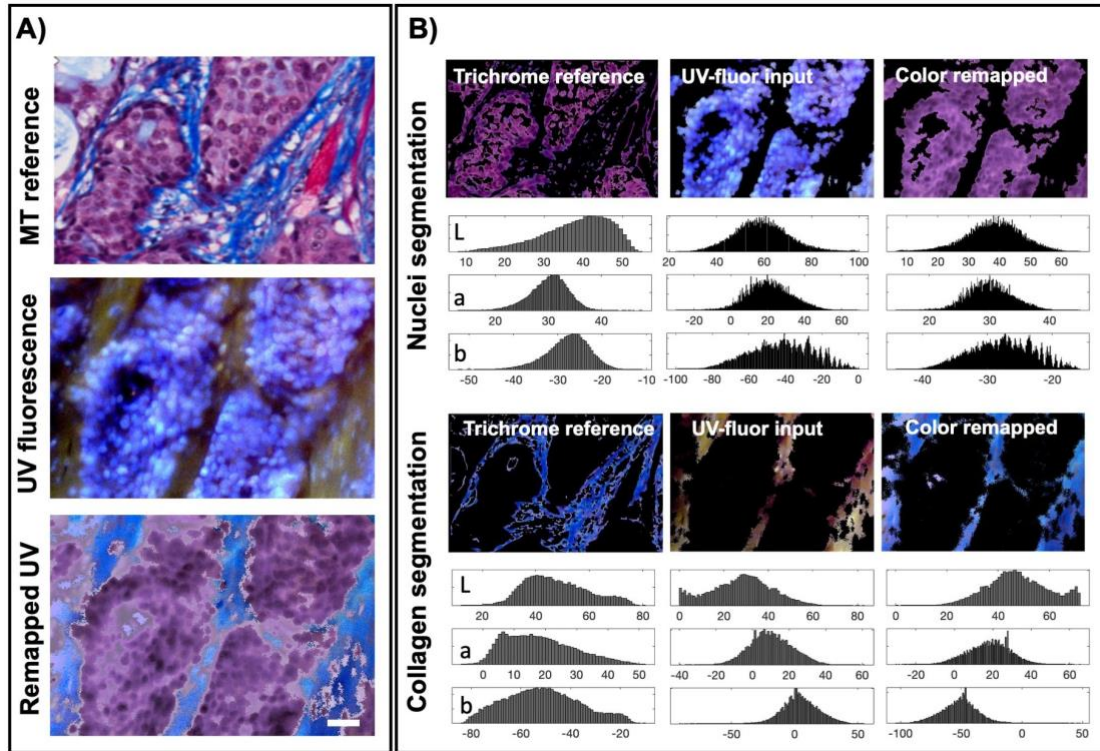 A)
MT reference
UV fluorescence
Remapped UV
B)
Nuclei segmentation
Trichrome reference
UV-fluor input
Color remapped
L
10 20 30 40 50
20 40 60 80 100
10 20 30 40 50 60
a
20 30 40
-20 0 20 40 60
20 30 40
b
-50 -40 -30 -20 -10
-100 -80 -60 -40 -20 0
-40 -30 -20
Collagen segmentation
Trichrome reference
UV-fluor input
Color remapped
L
20 40 60 80
0 20 40 60 80
20 40 60
a
0 10 20 30 40 50
-40 -20 0 20 40 60
-40 -20 0 20 40 60
b
-80 -60 -40 -20
-50 0 50
-100 -50 0 50